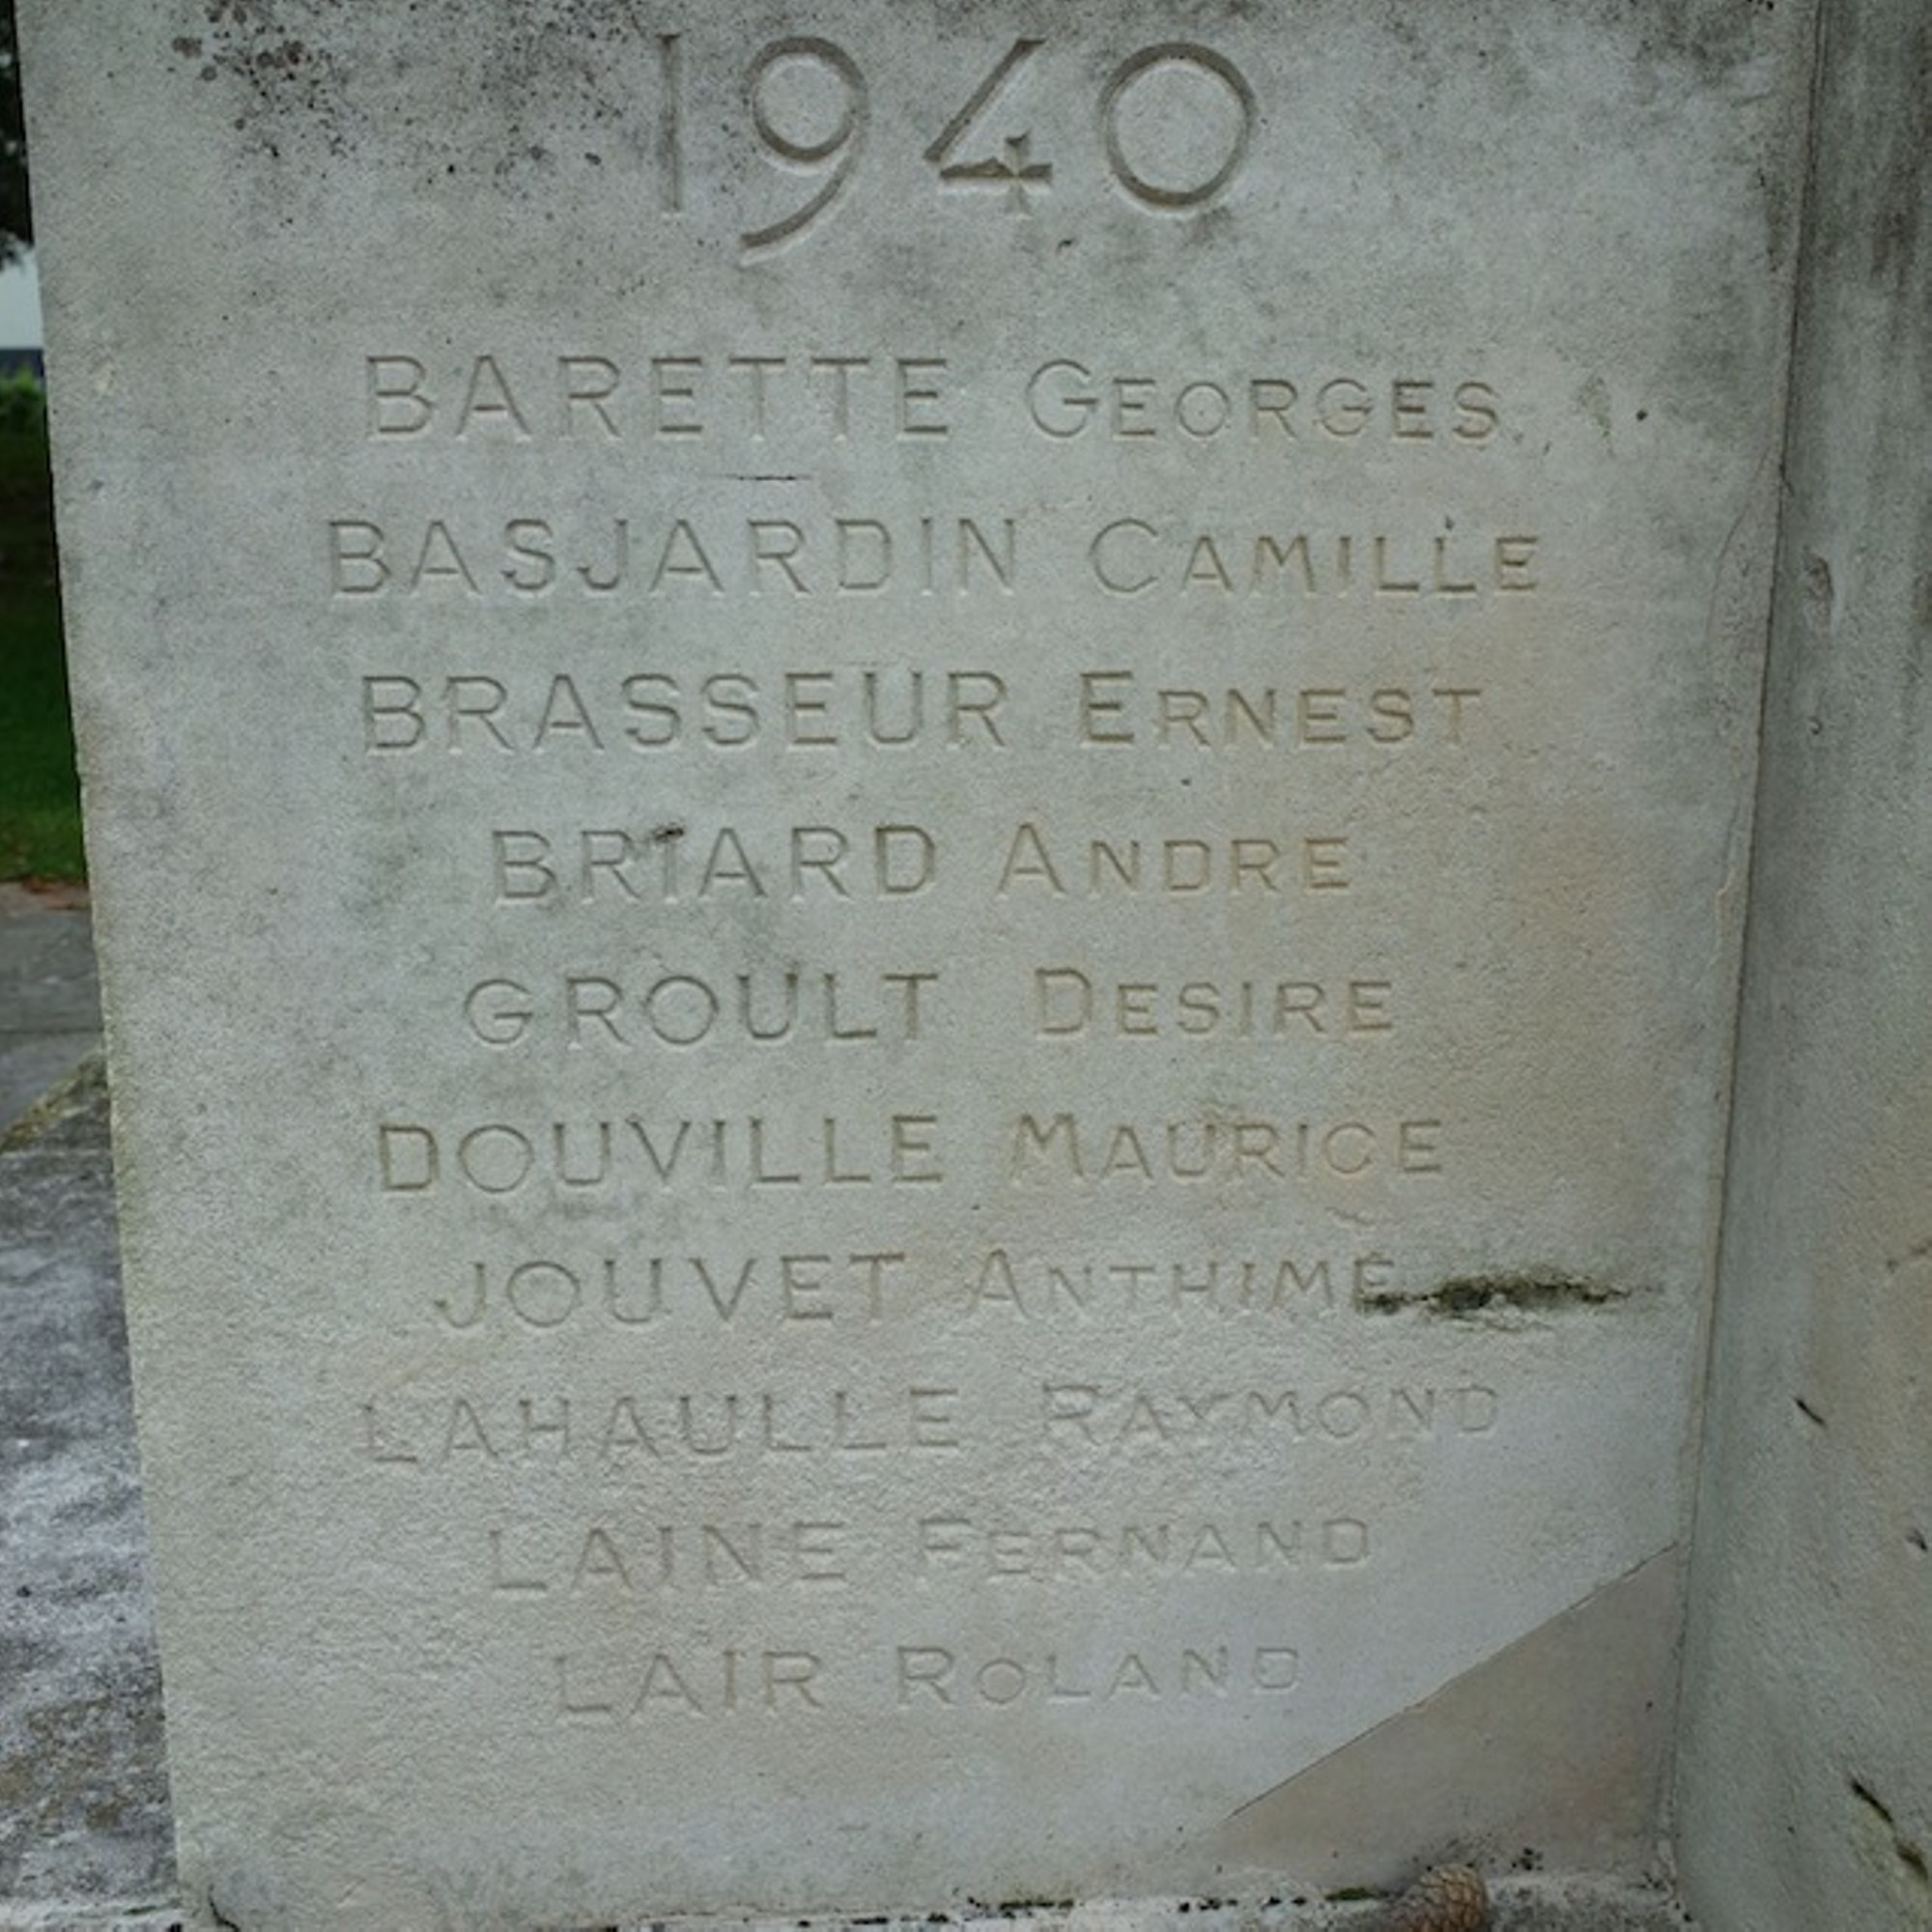 1940
BARETTE GEORGES
BASJARDIN CAMILLE
BRASSEUR ERNEST
BRIARD ANDRE
GROULT DESIRE
DOUVILLE MAURICE
JOUVET ANTHIME
LAHAULLE RAYMOND
LAINE FERNAND
LAIR ROLAND